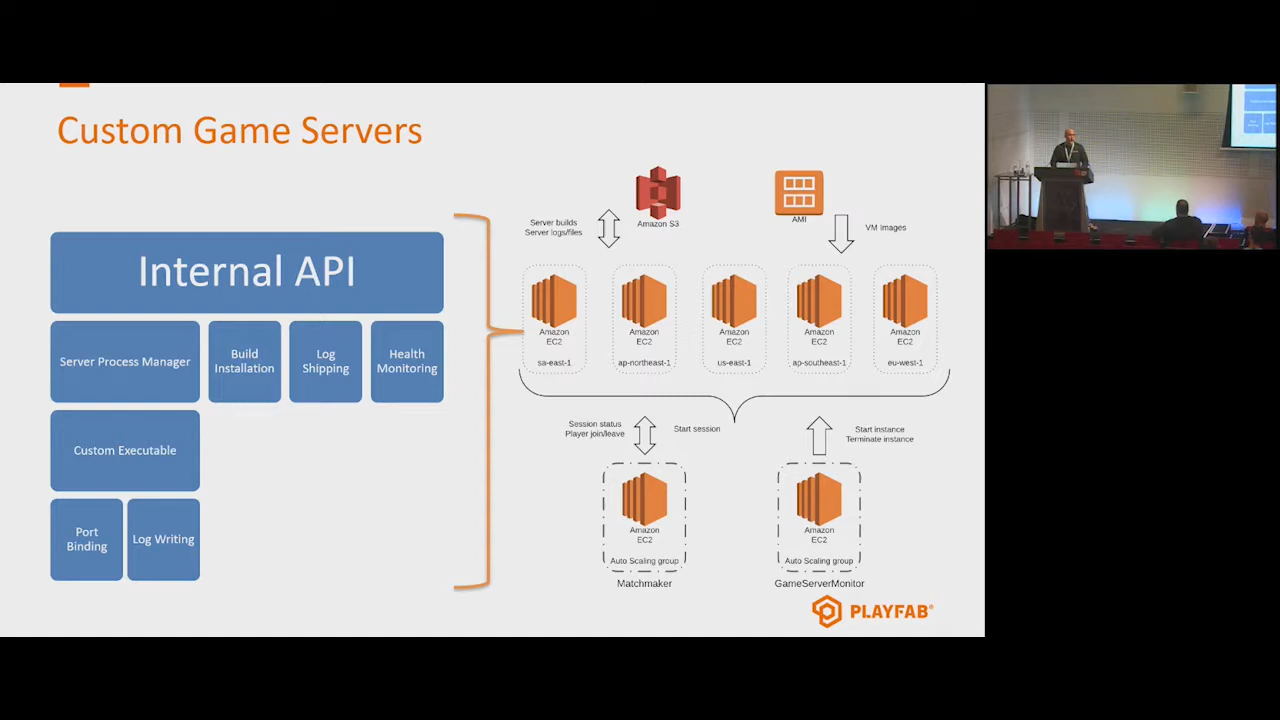 Custom Game Servers
Internal API
Server Process Manager
Build
Installation
Log
Shipping
Health
Monitoring
Custom Executable
Port
Binding
Log Writing
Server builds
Server logs/files
Amazon S3
AMI
VM Images
Amazon
EC2
sa-east-1
Amazon
EC2
ap-northeast-1
Amazon
EC2
us-east-1
Amazon
EC2
ap-southeast-1
Amazon
EC2
eu-west-1
Session status
Player join/leave
Start session
Start instance
Terminate instance
Amazon
EC2
Auto Scaling group
Matchmaker
Amazon
EC2
Auto Scaling group
GameServerMonitor
PLAYFAB